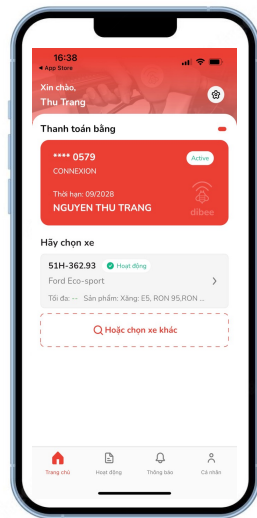 16:38
◀ App Store
Xin chào,
Thu Trang
Thanh toán bằng
**** 0579
Active
CONNEXION
Thời hạn: 09/2028
NGUYEN THU TRANG
dibee
Hãy chọn xe
51H-362.93 Hoạt động
Ford Eco-sport
Tối đa: -- Sản phẩm: Xăng: E5, RON 95,RON ...
Hoặc chọn xe khác
Trang chủ Hoạt động Thông báo Cá nhân